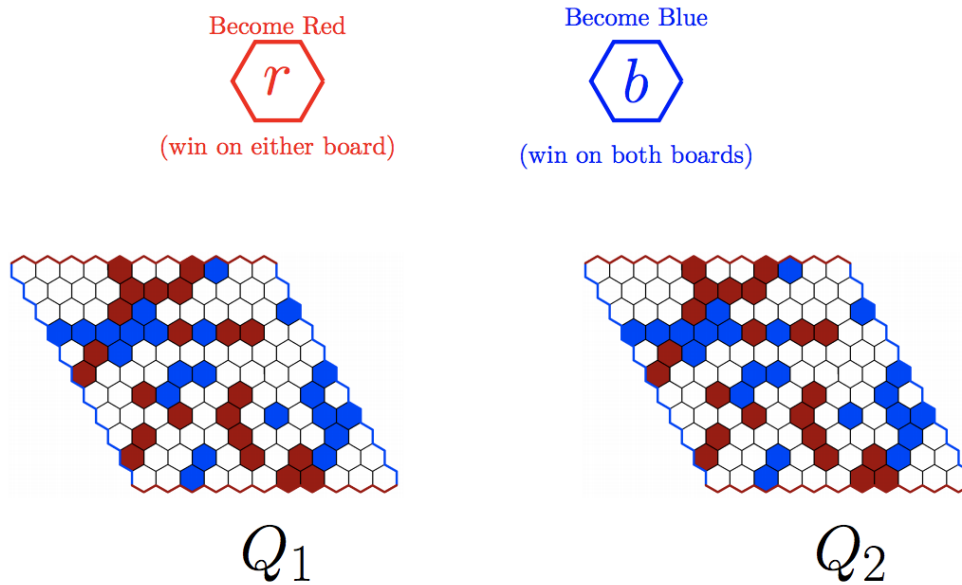 Become Red
r
(win on either board)
Become Blue
b
(win on both boards)
Q₁
Q₂